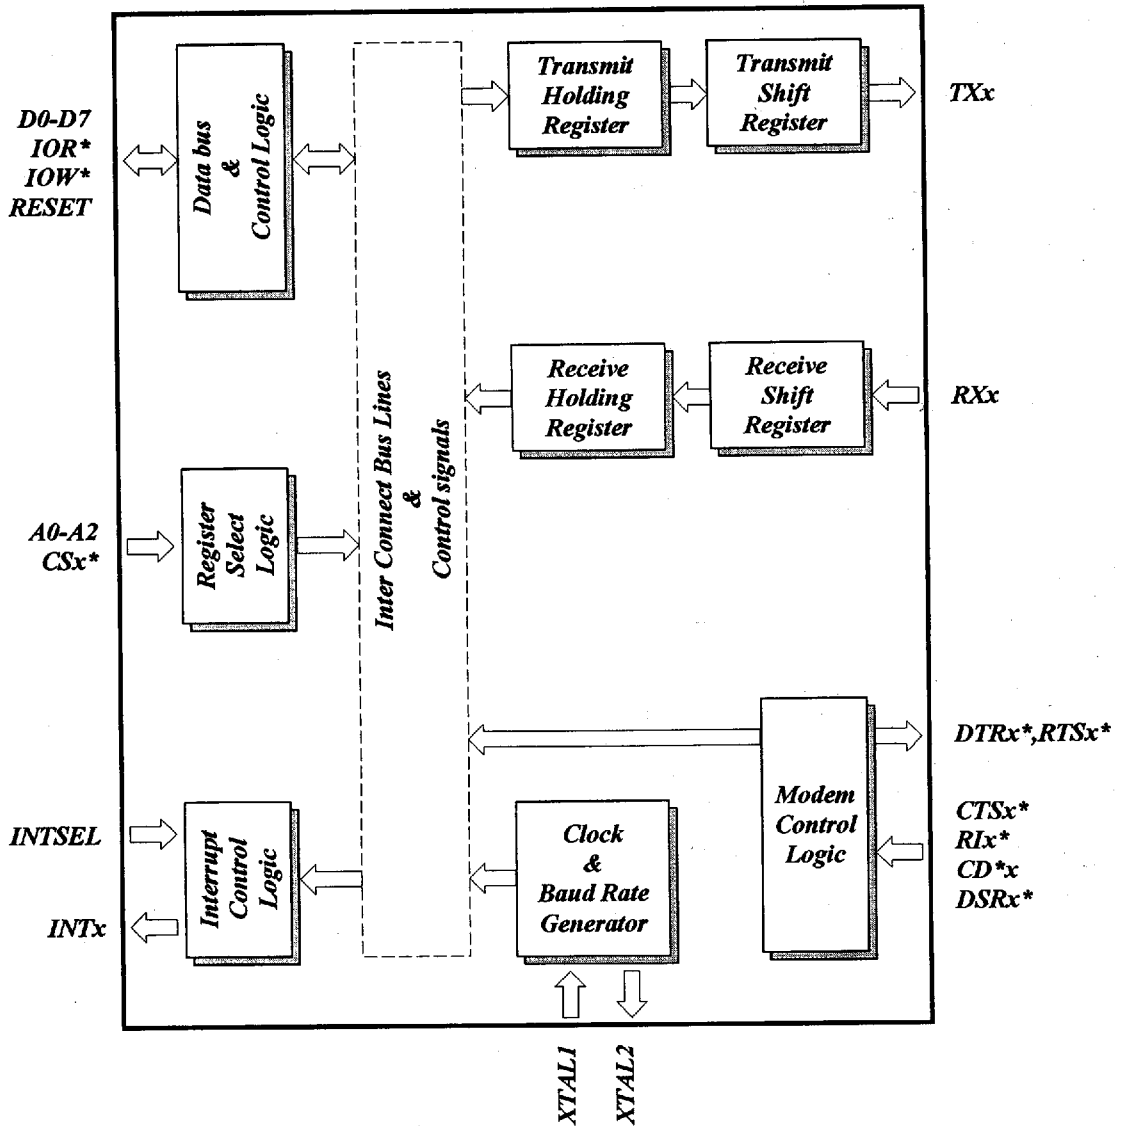 D0-D7
IOR*
IOW*
RESET
Data bus
&
Control Logic
A0-A2
CSx*
Register
Select
Logic
INTSEL
INTx
Interrupt
Control
Logic
Inter Connect Bus Lines
&
Control signals
Transmit
Holding
Register
Transmit
Shift
Register
TXx
Receive
Holding
Register
Receive
Shift
Register
RXx
Clock
&
Baud Rate
Generator
Modem
Control
Logic
DTRx*,RTSx*
CTSx*
RIx*
CD*x
DSRx*
XTAL1
XTAL2